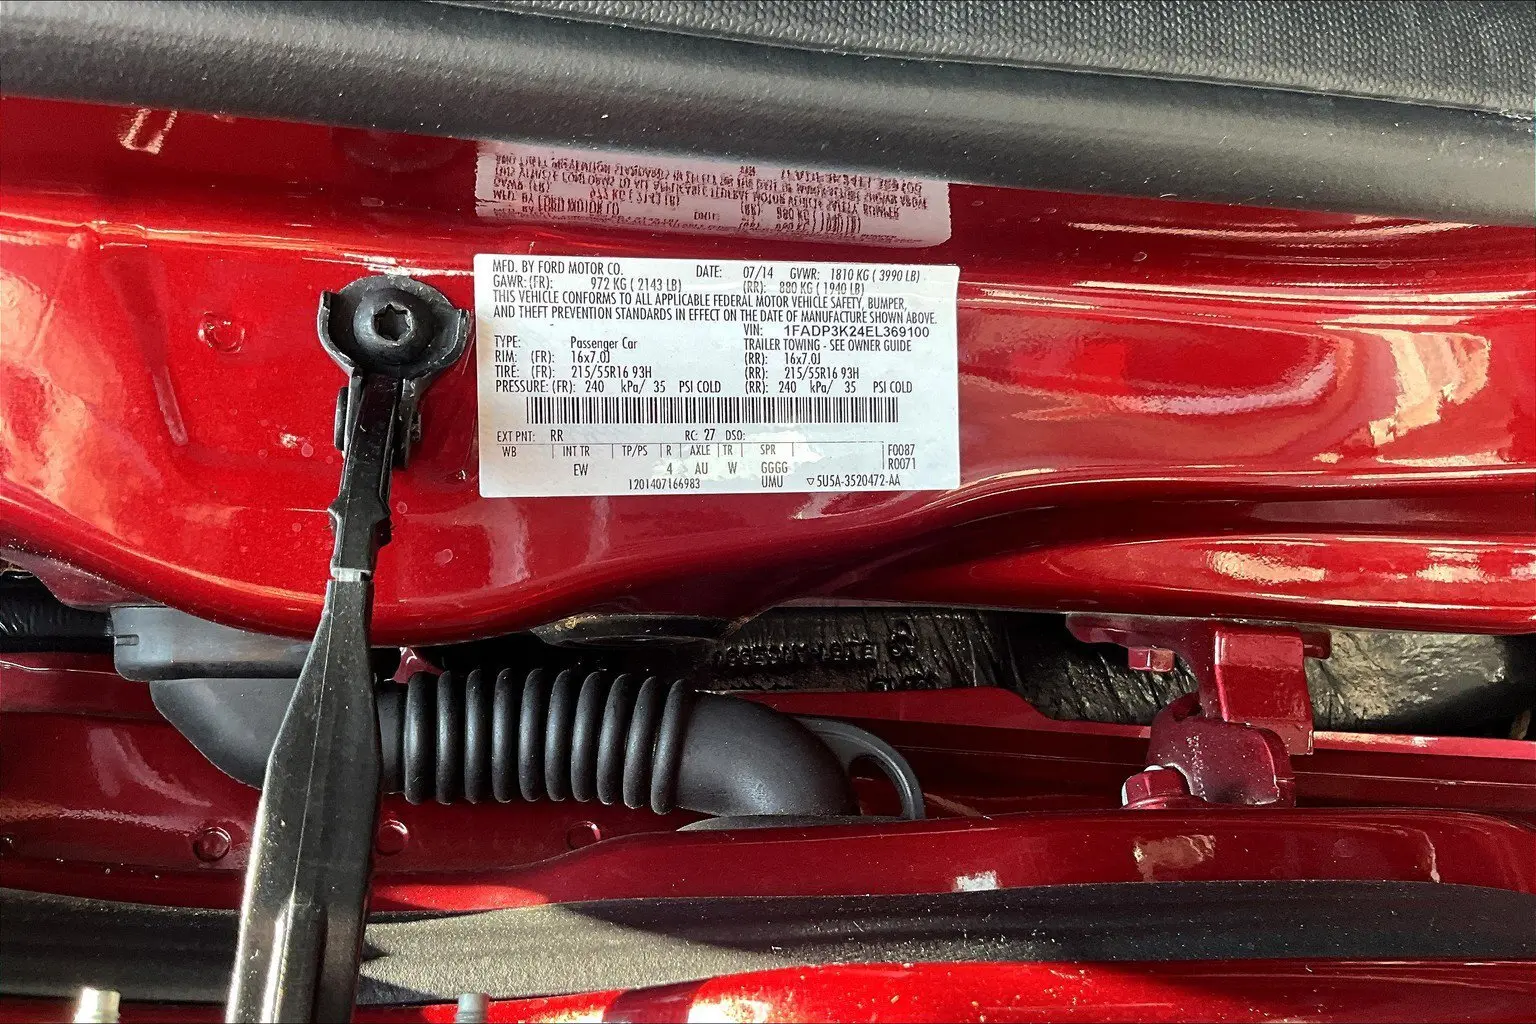 MFD. BY FORD MOTOR CO. DATE: 07/14 GVWR: 1810 KG ( 3990 LB)
GAWR: (FR): 972 KG ( 2143 LB) (RR): 880 KG ( 1940 LB)
THIS VEHICLE CONFORMS TO ALL APPLICABLE FEDERAL MOTOR VEHICLE SAFETY, BUMPER,
AND THEFT PREVENTION STANDARDS IN EFFECT ON THE DATE OF MANUFACTURE SHOWN ABOVE.
VIN: 1FADP3K24EL369100
TYPE: Passenger Car TRAILER TOWING - SEE OWNER GUIDE
RIM: (FR): 16x7.0J (RR): 16x7.0J
TIRE: (FR): 215/55R16 93H (RR): 215/55R16 93H
PRESSURE: (FR): 240 kPa/ 35 PSI COLD (RR): 240 kPa/ 35 PSI COLD
EXT PNT: RR RC: 27 DSO:
WB INT TR TP/PS R AXLE TR SPR F0087
EW 4 AU W GGGG R0071
1201407166983 UMU ▽5U5A-3520472-AA